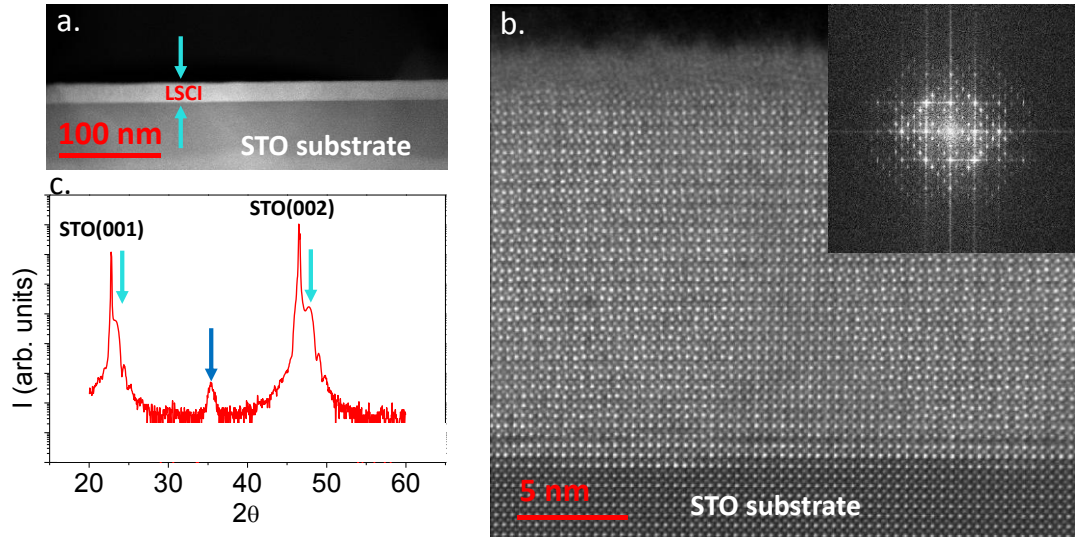 a.
LSCI
100 nm
STO substrate
b.
5 nm
STO substrate
c.
STO(001)
STO(002)
I (arb. units)
20 30 40 50 60
2θ